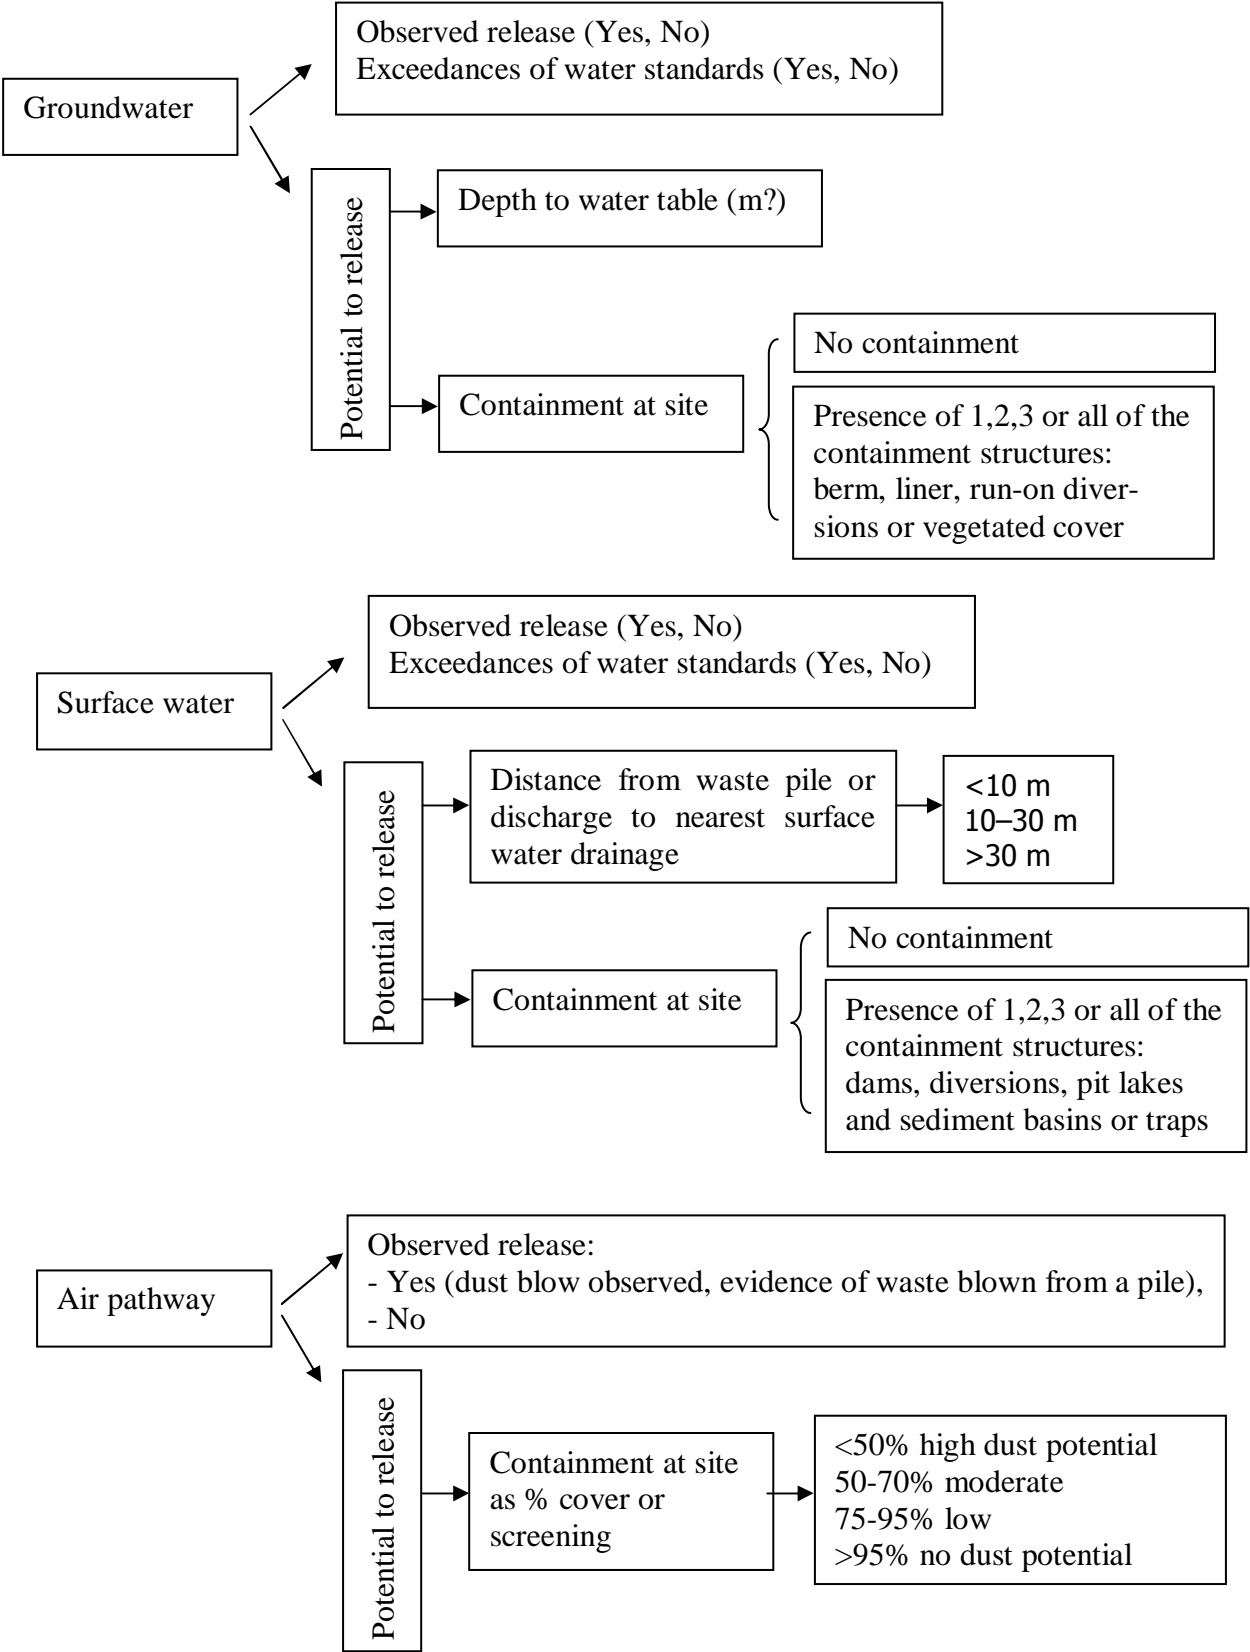 Observed release (Yes, No)
Exceedances of water standards (Yes, No)
Groundwater
Potential to release
Depth to water table (m?)
Containment at site
No containment
Presence of 1,2,3 or all of the
containment structures:
berm, liner, run-on diver-
sions or vegetated cover
Observed release (Yes, No)
Exceedances of water standards (Yes, No)
Surface water
Potential to release
Distance from waste pile or
discharge to nearest surface
water drainage
<10 m
10–30 m
>30 m
Containment at site
No containment
Presence of 1,2,3 or all of the
containment structures:
dams, diversions, pit lakes
and sediment basins or traps
Observed release:
- Yes (dust blow observed, evidence of waste blown from a pile),
- No
Air pathway
Potential to release
Containment at site
as % cover or
screening
<50% high dust potential
50-70% moderate
75-95% low
>95% no dust potential